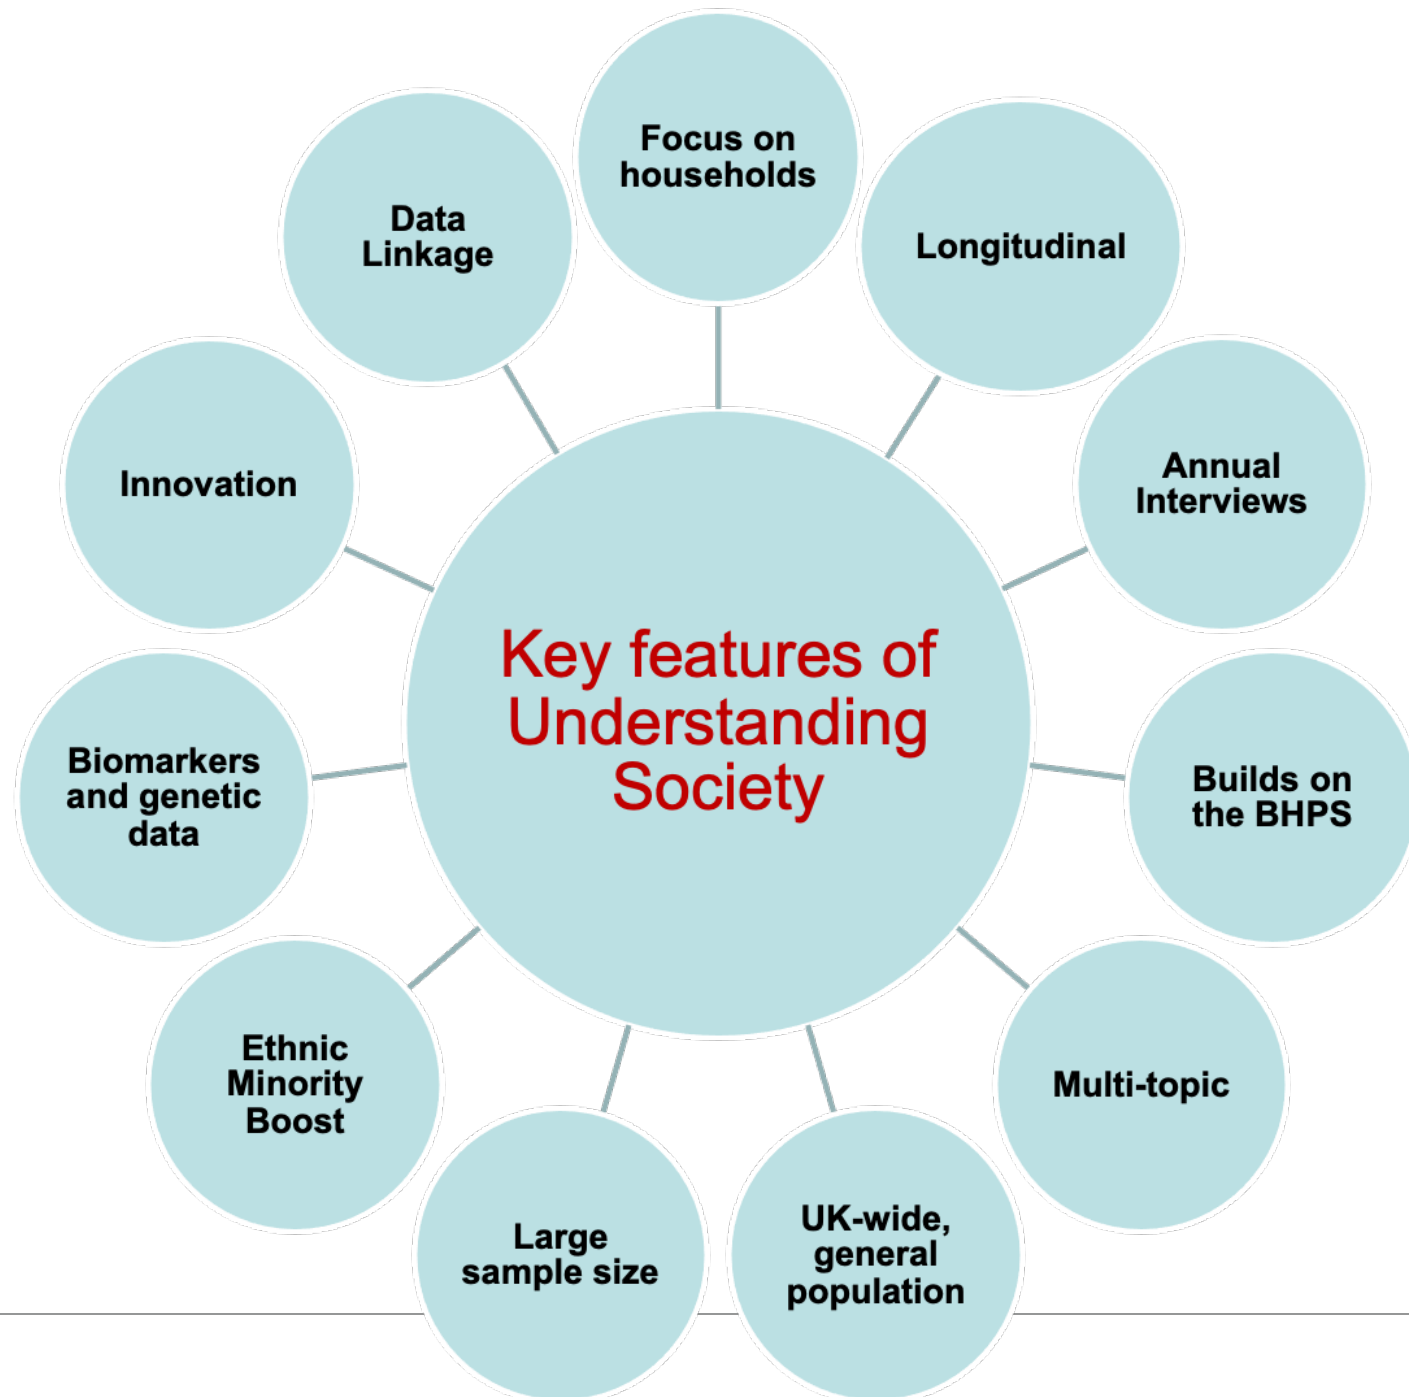 Focus on
households
Longitudinal
Annual
Interviews
Builds on
the BHPS
Multi-topic
UK-wide,
general
population
Large
sample size
Ethnic
Minority
Boost
Biomarkers
and genetic
data
Innovation
Data
Linkage
Key features of
Understanding
Society